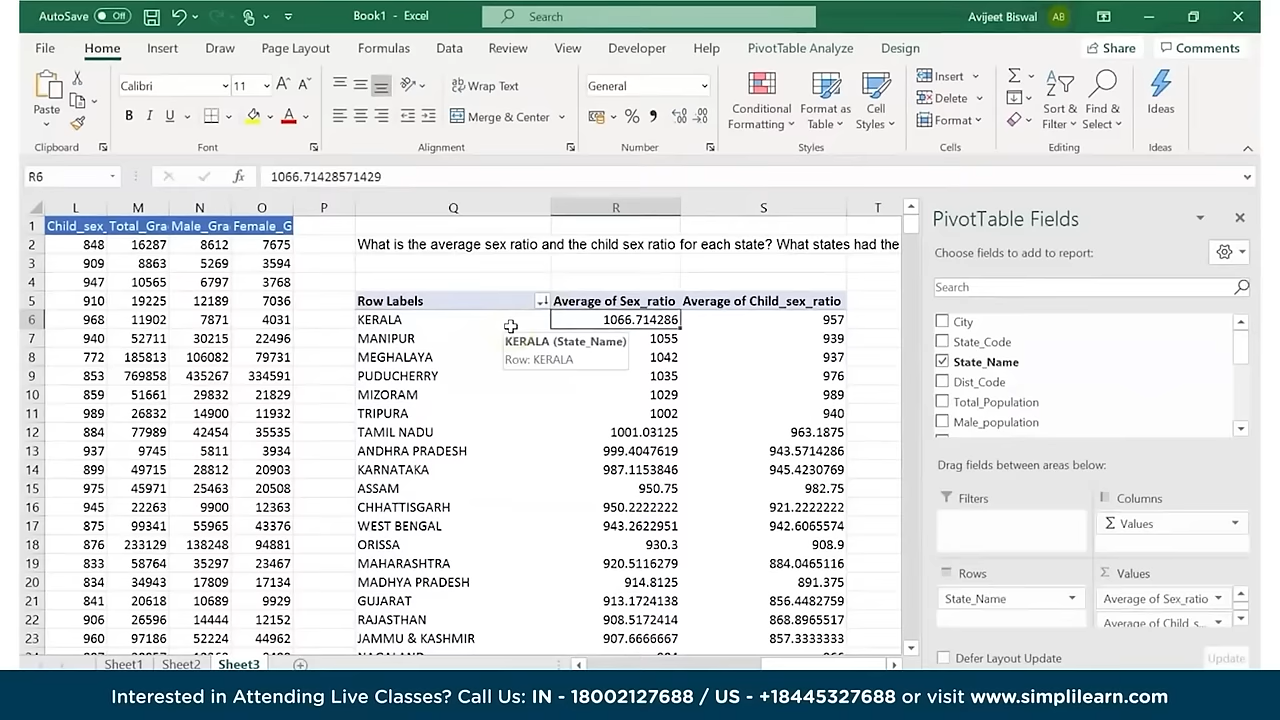 AutoSave Off Book1 - Excel Search Avijeet Biswal AB
File Home Insert Draw Page Layout Formulas Data Review View Developer Help PivotTable Analyze Design Share Comments
Paste Calibri 11 Wrap Text General Conditional Formatting Format as Table Cell Styles Insert Sort & Filter Find & Select Ideas
B I U Merge & Center Delete
Format
Clipboard Font Alignment Number Styles Cells Editing Ideas
R6 fx 1066.71428571429
L M N O P Q R S T
1 Child_sex_ Total_Gra Male_Gra Female_G
2 848 16287 8612 7675 What is the average sex ratio and the child sex ratio for each state? What states had the
3 909 8863 5269 3594
4 947 10565 6797 3768
5 910 19225 12189 7036 Row Labels Average of Sex_ratio Average of Child_sex_ratio
6 968 11902 7871 4031 KERALA 1066.714286 957
7 940 52711 30215 22496 MANIPUR 1055 939
8 772 185813 106082 79731 MEGHALAYA 1042 937
9 853 769858 435267 334591 PUDUCHERRY 1035 976
10 859 51661 29832 21829 MIZORAM 1029 989
11 989 26832 14900 11932 TRIPURA 1002 940
12 884 77989 42454 35535 TAMIL NADU 1001.03125 963.1875
13 937 9745 5811 3934 ANDHRA PRADESH 999.4047619 943.5714286
14 899 49715 28812 20903 KARNATAKA 987.1153846 945.4230769
15 975 45971 25463 20508 ASSAM 950.75 982.75
16 945 22263 9900 12363 CHHATTISGARH 950.2222222 921.2222222
17 875 99341 55965 43376 WEST BENGAL 943.2622951 942.6065574
18 876 233129 138248 94881 ORISSA 930.3 908.9
19 833 58764 35297 23467 MAHARASHTRA 920.5116279 884.0465116
20 834 34943 17809 17134 MADHYA PRADESH 914.8125 891.375
21 841 20618 10689 9929 GUJARAT 913.1724138 856.4482759
22 906 26596 14444 12152 RAJASTHAN 908.5172414 868.8965517
23 960 97186 52224 44962 JAMMU & KASHMIR 907.6666667 857.3333333
KERALA (State_Name)
Row: KERALA
Sheet1 Sheet2 Sheet3
PivotTable Fields
Choose fields to add to report:
Search
City
State_Code
State_Name
Dist_Code
Total_Population
Male_population
Drag fields between areas below:
Filters Columns
Σ Values
Rows Σ Values
State_Name Average of Sex_ratio
Average of Child_s...
Defer Layout Update Update
Interested in Attending Live Classes? Call Us: IN - 18002127688 / US - +18445327688 or visit www.simplilearn.com